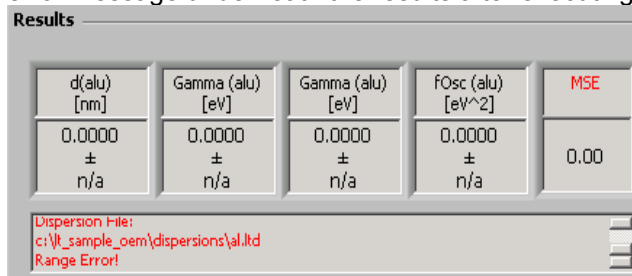 Results
d(alu) Gamma (alu) Gamma (alu) fOsc (alu) MSE
[nm] [eV] [eV] [eV^2]
0.0000 0.0000 0.0000 0.0000
± ± ± ± 0.00
n/a n/a n/a n/a
Dispersion File:
c:\lt_sample_oem\dispersions\al.ltd
Range Error!